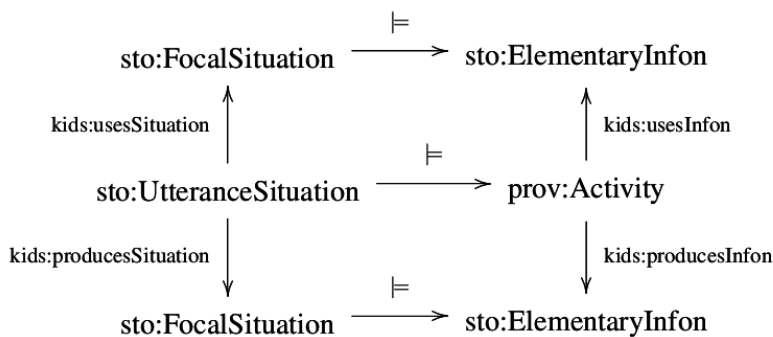 ⊨
sto:FocalSituation sto:ElementaryInfon
kids:usesSituation kids:usesInfon
⊨
sto:UtteranceSituation prov:Activity
kids:producesSituation kids:producesInfon
⊨
sto:FocalSituation sto:ElementaryInfon